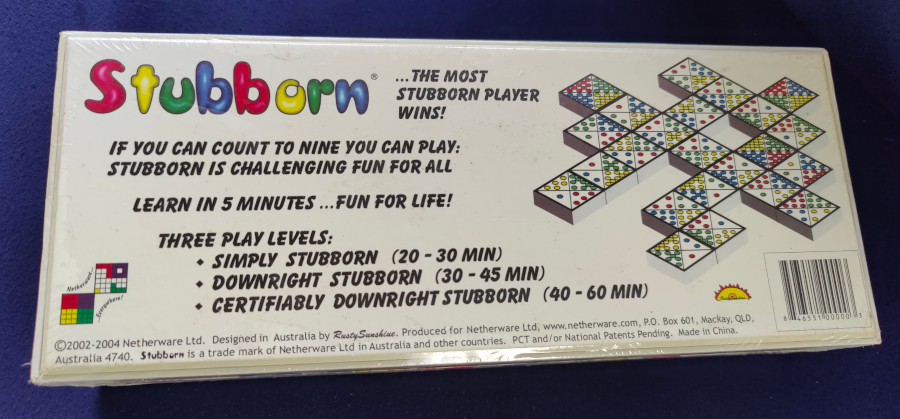 Stubborn®
...THE MOST
STUBBORN PLAYER
WINS!
IF YOU CAN COUNT TO NINE YOU CAN PLAY:
STUBBORN IS CHALLENGING FUN FOR ALL
LEARN IN 5 MINUTES ...FUN FOR LIFE!
THREE PLAY LEVELS:
• SIMPLY STUBBORN (20 - 30 MIN)
• DOWNRIGHT STUBBORN (30 - 45 MIN)
• CERTIFIABLY DOWNRIGHT STUBBORN (40 - 60 MIN)
Netherware...
Everywhere!
©2002-2004 Netherware Ltd. Designed in Australia by RustySunshine. Produced for Netherware Ltd, www.netherware.com, P.O. Box 601, Mackay, QLD,
Australia 4740. Stubborn is a trade mark of Netherware Ltd in Australia and other countries. PCT and/or National Patents Pending. Made in China.